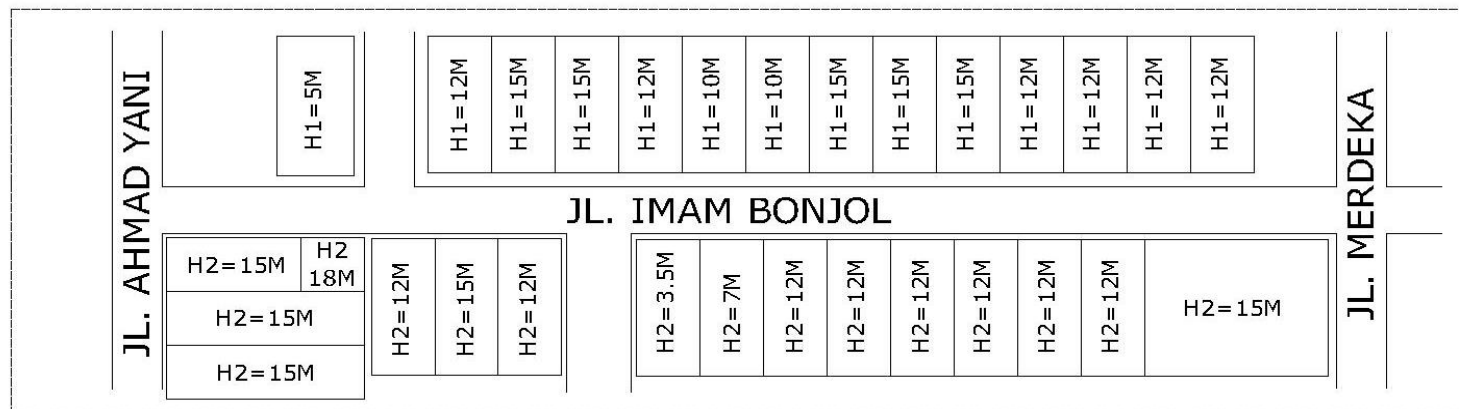 JL. AHMAD YANI
H1=5M
H1=12M
H1=15M
H1=15M
H1=12M
H1=10M
H1=10M
H1=15M
H1=15M
H1=15M
H1=12M
H1=12M
H1=12M
H1=12M
JL. MERDEKA
JL. IMAM BONJOL
H2=15M
H2
18M
H2=15M
H2=15M
H2=12M
H2=15M
H2=12M
H2=3.5M
H2=7M
H2=12M
H2=12M
H2=12M
H2=12M
H2=12M
H2=12M
H2=15M